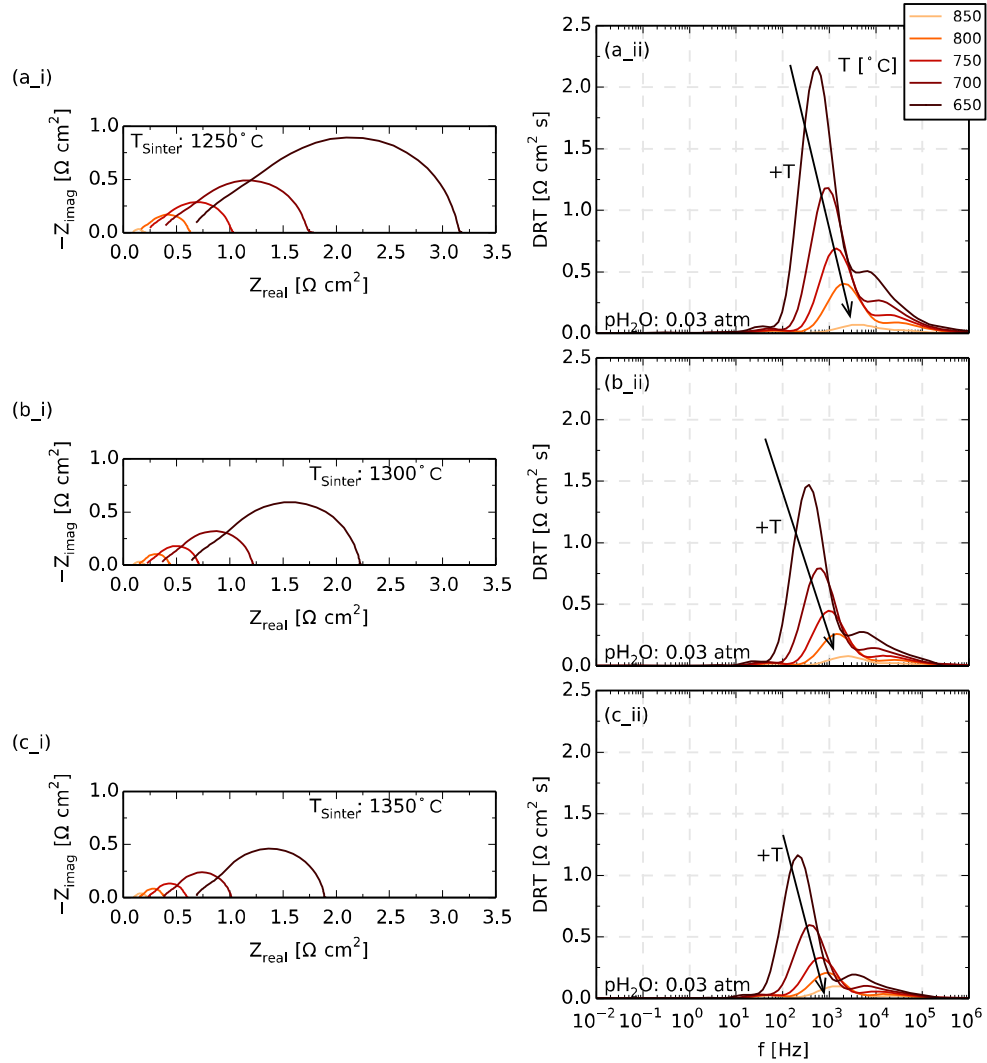 (a_i)
T_Sinter: 1250°C
1.0
0.5
0.0
−Z_imag [Ω cm²]
0.0 0.5 1.0 1.5 2.0 2.5 3.0 3.5
Z_real [Ω cm²]
(a_ii)
T [°C]
850
800
750
700
650
+T
pH₂O: 0.03 atm
2.5
2.0
1.5
1.0
0.5
0.0
DRT [Ω cm² s]
(b_i)
T_Sinter: 1300°C
1.0
0.5
0.0
−Z_imag [Ω cm²]
0.0 0.5 1.0 1.5 2.0 2.5 3.0 3.5
Z_real [Ω cm²]
(b_ii)
+T
pH₂O: 0.03 atm
2.5
2.0
1.5
1.0
0.5
0.0
DRT [Ω cm² s]
(c_i)
T_Sinter: 1350°C
1.0
0.5
0.0
−Z_imag [Ω cm²]
0.0 0.5 1.0 1.5 2.0 2.5 3.0 3.5
Z_real [Ω cm²]
(c_ii)
+T
pH₂O: 0.03 atm
2.5
2.0
1.5
1.0
0.5
0.0
DRT [Ω cm² s]
10⁻² 10⁻¹ 10⁰ 10¹ 10² 10³ 10⁴ 10⁵ 10⁶
f [Hz]